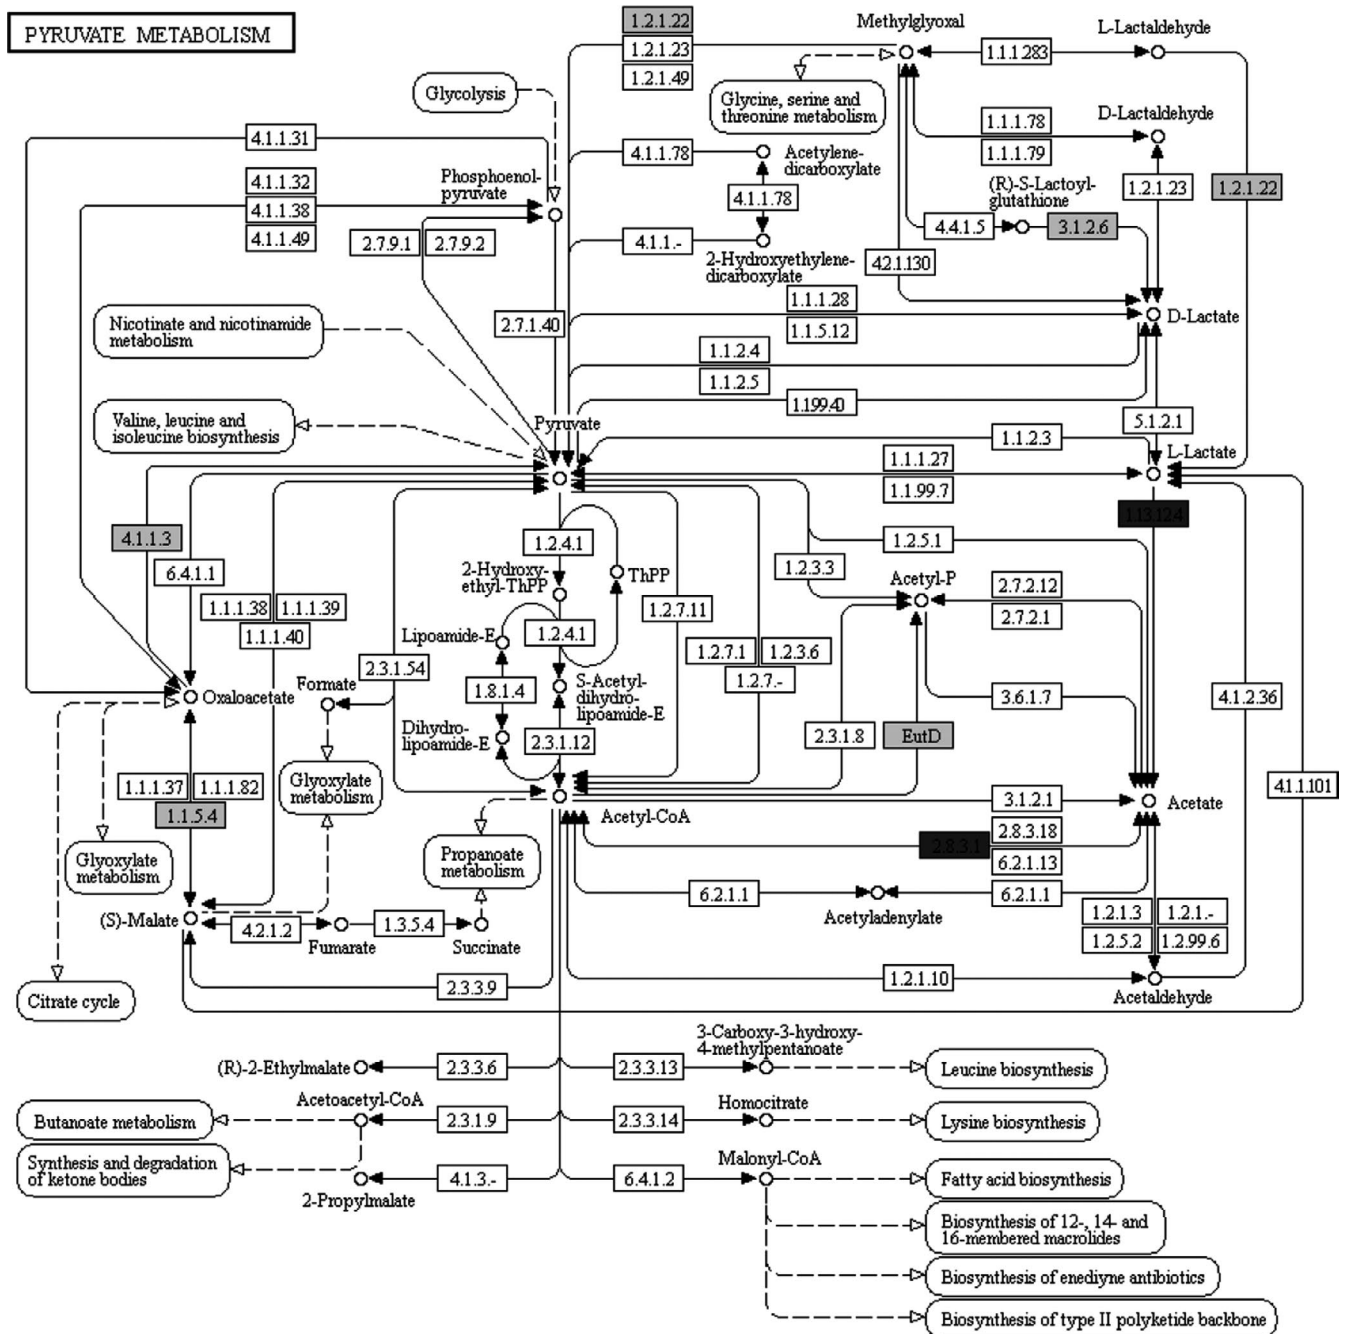 PYRUVATE METABOLISM
1.2.1.22
1.2.1.23
1.2.1.49
Methylglyoxal
1.1.1.283
L-Lactaldehyde
Glycolysis
Glycine, serine and
threonine metabolism
D-Lactaldehyde
1.1.1.78
1.1.1.79
4.1.1.31
4.1.1.78
Acetylene-
dicarboxylate
4.1.1.32
4.1.1.38
4.1.1.49
Phosphoenol-
pyruvate
4.1.1.78
(R)-S-Lactoyl-
glutathione
1.2.1.23
1.2.1.22
2.7.9.1
2.7.9.2
4.1.1.-
2-Hydroxyethylene-
dicarboxylate
4.4.1.5
3.1.2.6
4.2.1.130
Nicotinate and nicotinamide
metabolism
2.7.1.40
1.1.1.28
1.1.5.12
D-Lactate
1.1.2.4
1.1.2.5
1.1.99.40
Valine, leucine and
isoleucine biosynthesis
Pyruvate
1.1.2.3
5.1.2.1
L-Lactate
1.1.1.27
1.1.99.7
1.13.12.4
4.1.1.3
6.4.1.1
1.2.4.1
1.2.5.1
2-Hydroxy-
ethyl-ThPP
ThPP
1.2.3.3
Acetyl-P
2.7.2.12
2.7.2.1
1.1.1.38
1.1.1.39
1.1.1.40
1.2.7.11
Lipoamide-E
1.2.4.1
1.2.7.1
1.2.3.6
1.2.7.-
2.3.1.54
Oxaloacetate
Formate
1.8.1.4
S-Acetyl-
dihydro-
lipoamide-E
3.6.1.7
4.1.2.36
Dihydro-
lipoamide-E
2.3.1.12
2.3.1.8
EutD
1.1.1.37
1.1.1.82
1.1.5.4
Glyoxylate
metabolism
4.1.1.101
Acetyl-CoA
3.1.2.1
Acetate
Glyoxylate
metabolism
Propanoate
metabolism
2.8.3.1
2.8.3.18
6.2.1.13
6.2.1.1
Acetyladenylate
6.2.1.1
(S)-Malate
4.2.1.2
Fumarate
1.3.5.4
Succinate
1.2.1.3
1.2.1.-
1.2.5.2
1.2.99.6
Citrate cycle
2.3.3.9
1.2.1.10
Acetaldehyde
(R)-2-Ethylmalate
2.3.3.6
2.3.3.13
3-Carboxy-3-hydroxy-
4-methylpentanoate
Leucine biosynthesis
Butanoate metabolism
Acetoacetyl-CoA
2.3.1.9
2.3.3.14
Homocitrate
Lysine biosynthesis
Synthesis and degradation
of ketone bodies
2-Propylmalate
4.1.3.-
6.4.1.2
Malonyl-CoA
Fatty acid biosynthesis
Biosynthesis of 12-, 14- and
16-membered macrolides
Biosynthesis of enediyne antibiotics
Biosynthesis of type II polyketide backbone